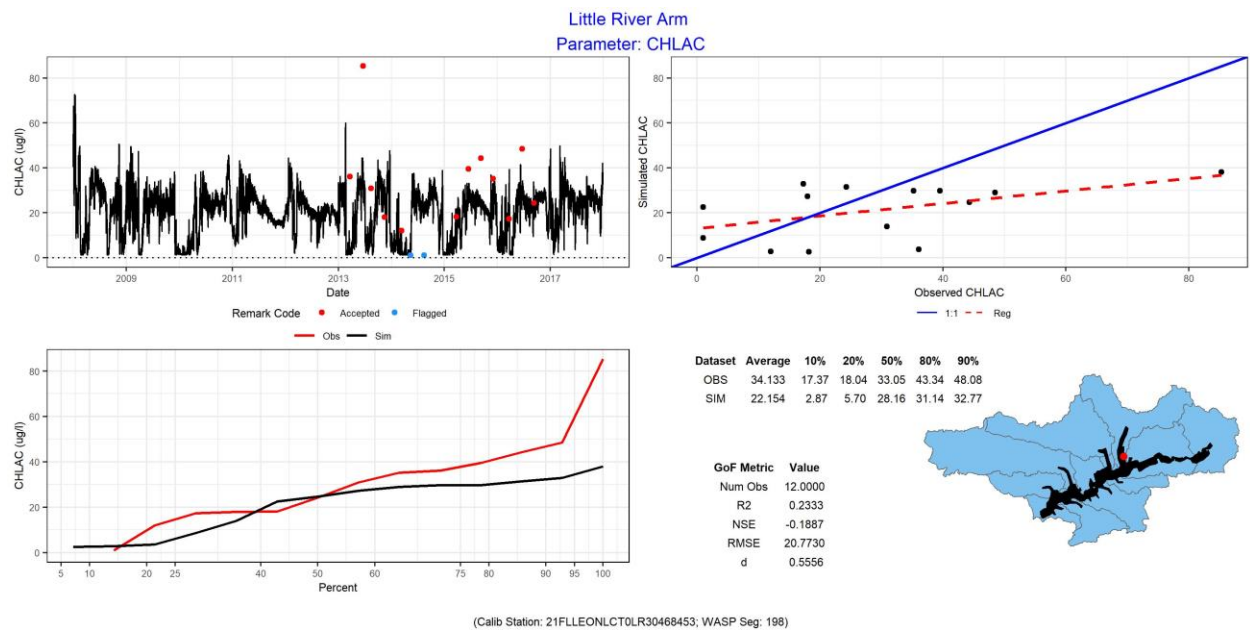 Little River Arm
Parameter: CHLAC
CHLAC (ug/l)
80
60
40
20
0
2009
2011
2013
2015
2017
Date
Remark Code Accepted Flagged
Simulated CHLAC
80
60
40
20
0
0
20
40
60
80
Observed CHLAC
1:1 Reg
Obs Sim
CHLAC (ug/l)
80
60
40
20
0
5
10
20
25
40
50
60
75
80
90
95
100
Percent
Dataset Average 10% 20% 50% 80% 90%
OBS 34.133 17.37 18.04 33.05 43.34 48.08
SIM 22.154 2.87 5.70 28.16 31.14 32.77
GoF Metric Value
Num Obs 12.0000
R2 0.2333
NSE -0.1887
RMSE 20.7730
d 0.5556
(Calib Station: 21FLLEONLCT0LR30468453; WASP Seg: 198)